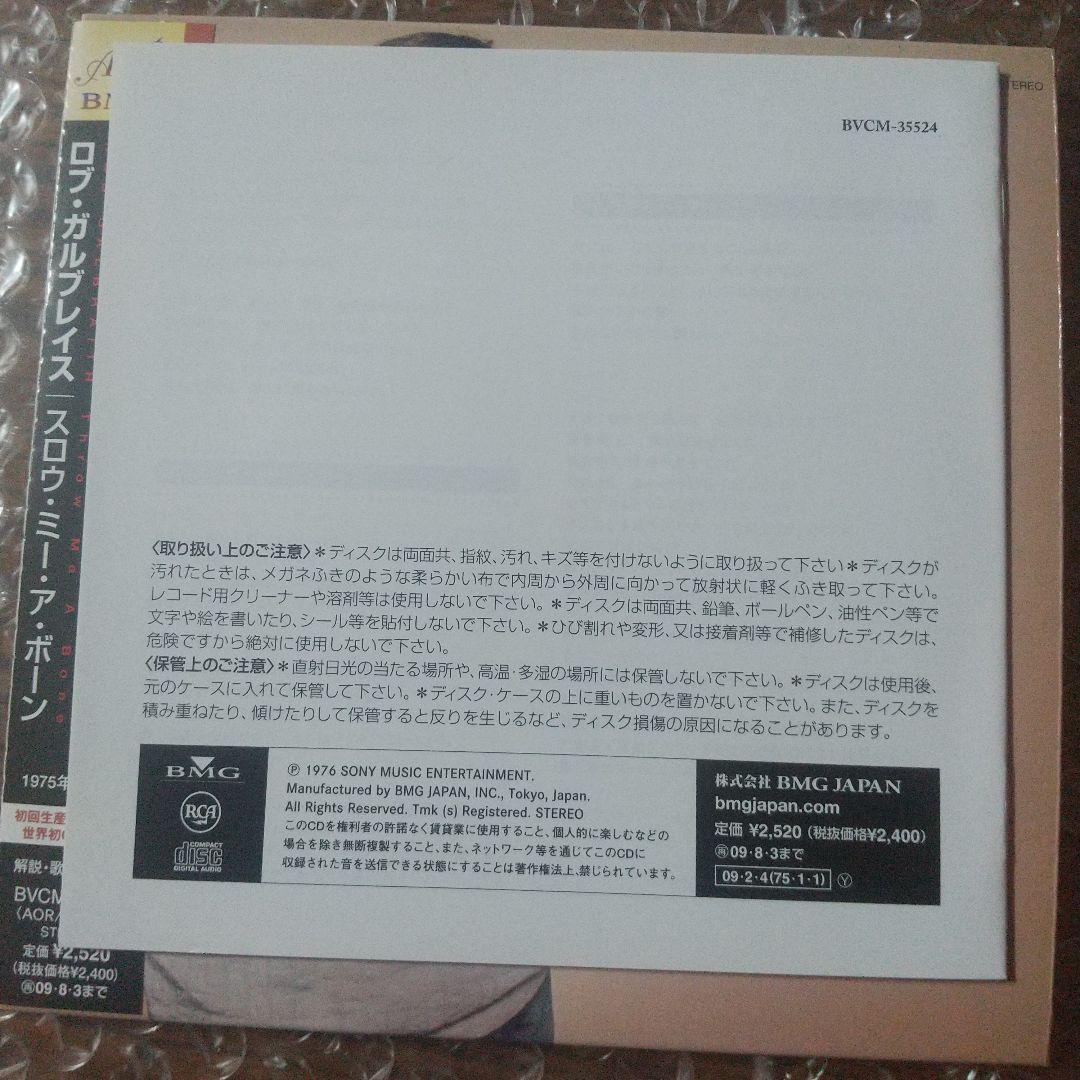 STEREO
BVCM-35524
ロブ・ガルブレイス│スロウ・ミー・ア・ボーン
Throw Me A Bone
1975年
初回生産
世界初
解説・歌
BVCM
(AOR/
定価 ¥2,520
(税抜価格¥2,400)
㋐09・8・3まで
〈取り扱い上のご注意〉＊ディスクは両面共、指紋、汚れ、キズ等を付けないように取り扱って下さい＊ディスクが
汚れたときは、メガネふきのような柔らかい布で内周から外周に向かって放射状に軽くふき取って下さい。
レコード用クリーナーや溶剤等は使用しないで下さい。＊ディスクは両面共、鉛筆、ボールペン、油性ペン等で
文字や絵を書いたり、シール等を貼付しないで下さい。＊ひび割れや変形、又は接着剤等で補修したディスクは、
危険ですから絶対に使用しないで下さい。
〈保管上のご注意〉＊直射日光の当たる場所や、高温・多湿の場所には保管しないで下さい。＊ディスクは使用後、
元のケースに入れて保管して下さい。＊ディスク・ケースの上に重いものを置かないで下さい。また、ディスクを
積み重ねたり、傾けたりして保管すると反りを生じるなど、ディスク損傷の原因になることがあります。
BMG
RCA
COMPACT
disc
DIGITAL AUDIO
Ⓟ 1976 SONY MUSIC ENTERTAINMENT.
Manufactured by BMG JAPAN, INC., Tokyo, Japan.
All Rights Reserved. Tmk (s) Registered. STEREO
このCDを権利者の許諾なく賃貸業に使用すること、個人的に楽しむなどの
場合を除き無断複製すること、また、ネットワーク等を通じてこのCDに
収録された音を送信できる状態にすることは著作権法上、禁じられています。
株式会社 BMG JAPAN
bmgjapan.com
定価 ¥2,520 (税抜価格¥2,400)
09・8・3まで
09・2・4(75・1・1) Ⓨ